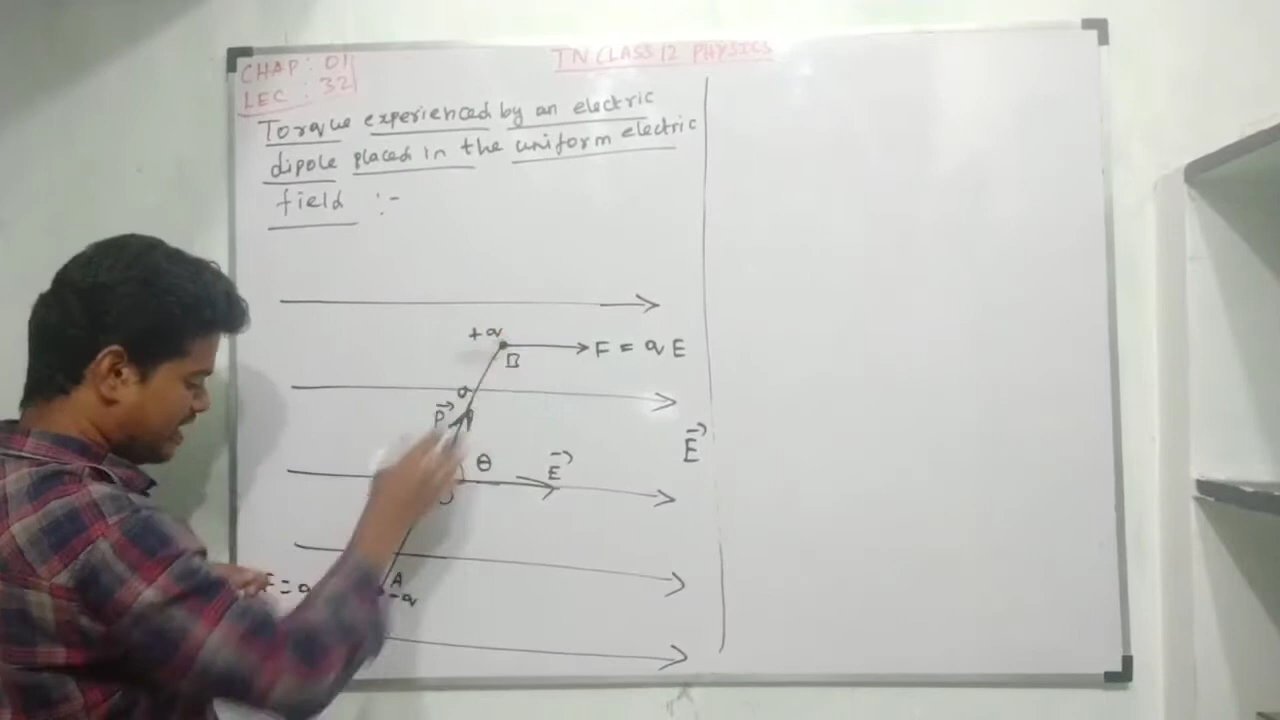 CHAP : 01
LEC : 32
TN CLASS 12 PHYSICS
Torque experienced by an electric
dipole placed in the uniform electric
field :-
+q
B
F = qE
a
P
θ
E
E
A
F = q
-q